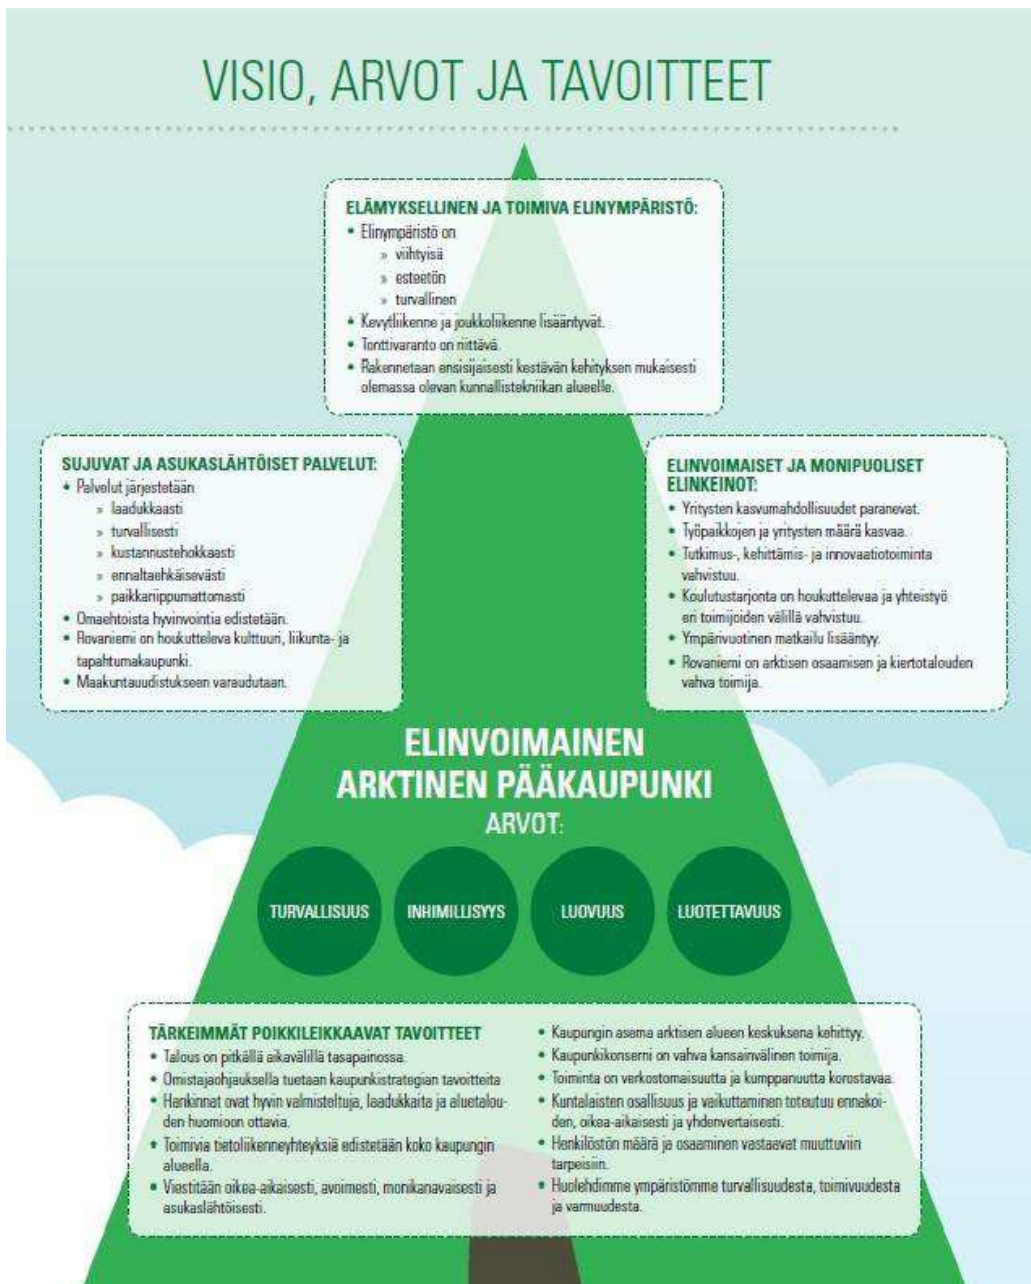 VISIO, ARVOT JA TAVOITTEET
ELÄMYKSELLINEN JA TOIMIVA ELINYMPÄRISTÖ:
• Elinympäristö on
» viihtyisä
» esteetön
» turvallinen
• Kevytliikenne ja joukkoliikenne lisääntyvät.
• Tonttivaranto on riittävä.
• Rakennetaan ensisijaisesti kestävän kehityksen mukaisesti
olemassa olevan kunnallistekniikan alueelle.
SUJUVAT JA ASUKASLÄHTÖISET PALVELUT:
• Palvelut järjestetään
» laadukkaasti
» turvallisesti
» kustannustehokkaasti
» ennaltaehkäisevästi
» paikkariippumattomasti
• Omaehtoista hyvinvointia edistetään.
• Rovaniemi on houkutteleva kulttuuri, liikunta- ja
tapahtumakaupunki.
• Maakuntauudistukseen varaudutaan.
ELINVOIMAISET JA MONIPUOLISET
ELINKEINOT:
• Yritysten kasvumahdollisuudet paranevat.
• Työpaikkojen ja yritysten määrä kasvaa.
• Tutkimus-, kehittämis- ja innovaatiotoiminta
vahvistuu.
• Koulutustarjonta on houkuttelevaa ja yhteistyö
eri toimijoiden välillä vahvistuu.
• Ympärivuotinen matkailu lisääntyy.
• Rovaniemi on arktisen osaamisen ja kiertotalouden
vahva toimija.
ELINVOIMAINEN
ARKTINEN PÄÄKAUPUNKI
ARVOT:
TURVALLISUUS INHIMILLISYYS LUOVUUS LUOTETTAVUUS
TÄRKEIMMÄT POIKKILEIKKAAVAT TAVOITTEET
• Talous on pitkällä aikavälillä tasapainossa.
• Omistajaohjauksella tuetaan kaupunkistrategian tavoitteita
• Hankinnat ovat hyvin valmisteltuja, laadukkaita ja aluetalou-
den huomioon ottavia.
• Toimivia tietoliikenneyhteyksiä edistetään koko kaupungin
alueella.
• Viestitään oikea-aikaisesti, avoimesti, monikanavaisesti ja
asukaslähtöisesti.
• Kaupungin asema arktisen alueen keskuksena kehittyy.
• Kaupunkikonserni on vahva kansainvälinen toimija.
• Toiminta on verkostomaisuutta ja kumppanuutta korostavaa.
• Kuntalaisten osallisuus ja vaikuttaminen toteutuu ennakoi-
den, oikea-aikaisesti ja yhdenvertaisesti.
• Henkilöstön määrä ja osaaminen vastaavat muuttuviin
tarpeisiin.
• Huolehdimme ympäristömme turvallisuudesta, toimivuudesta
ja varmuudesta.